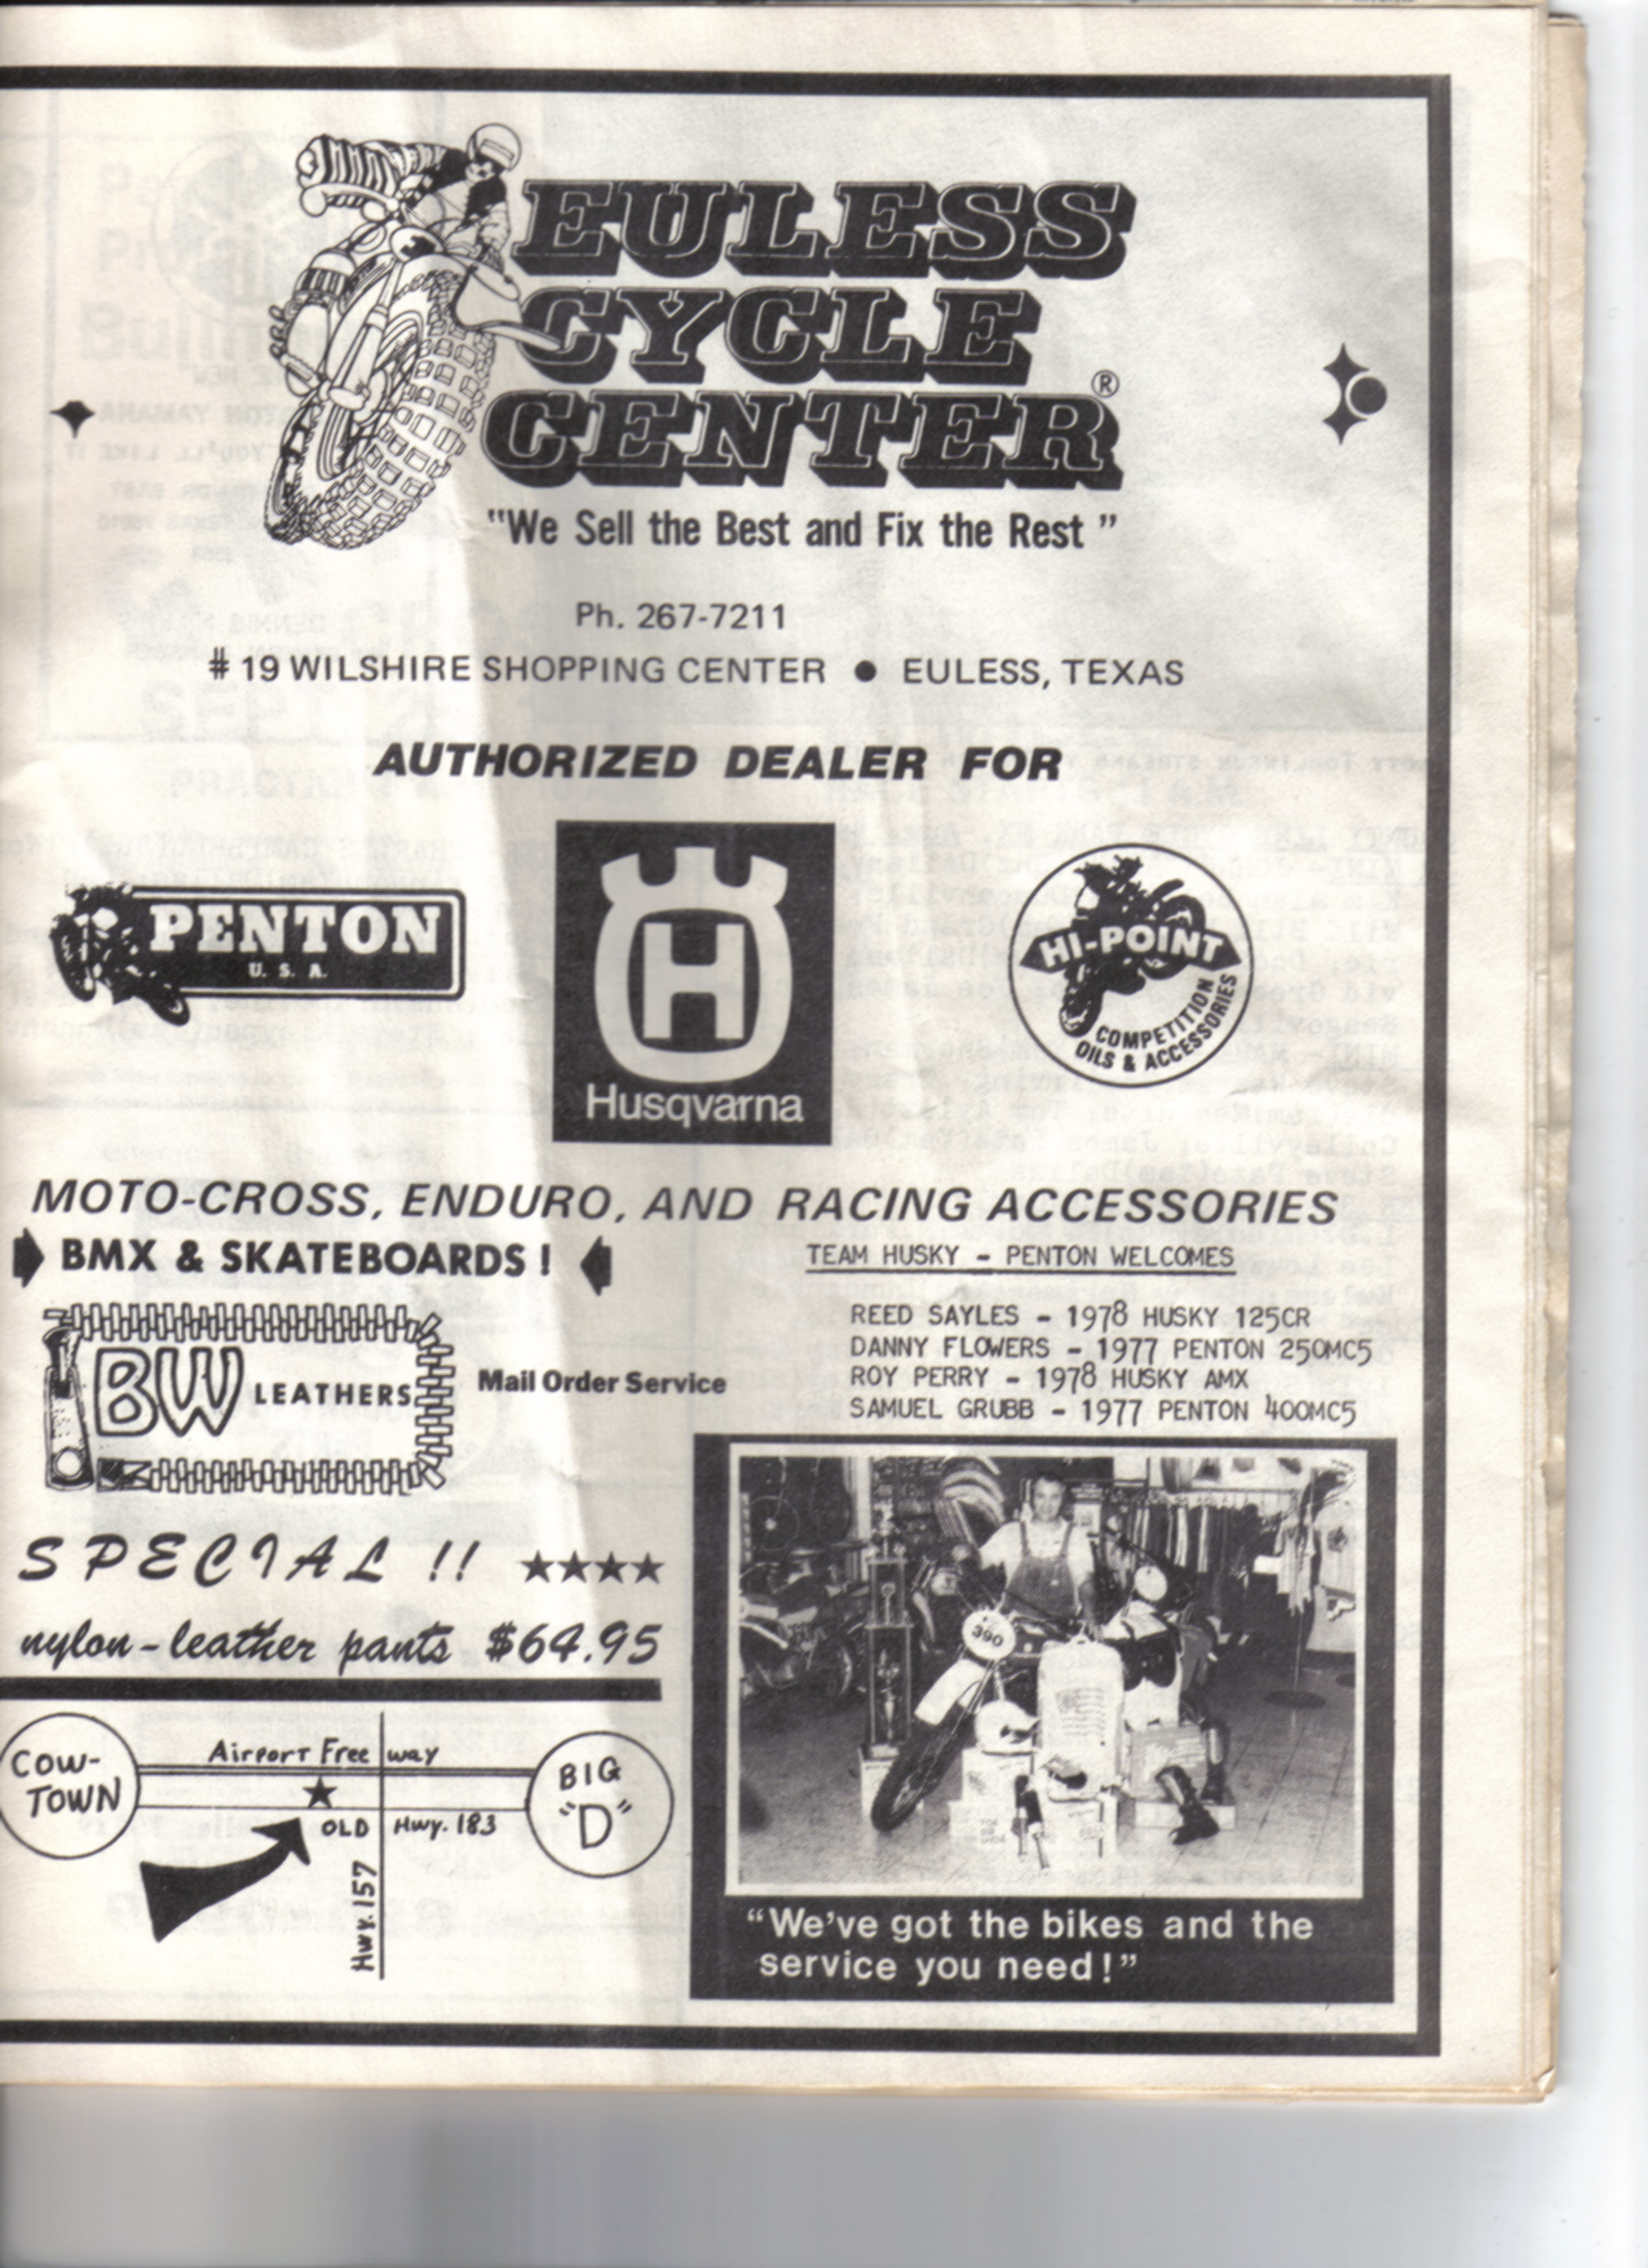 EULESS
CYCLE
CENTER®
"We Sell the Best and Fix the Rest"
Ph. 267-7211
# 19 WILSHIRE SHOPPING CENTER ● EULESS, TEXAS
AUTHORIZED DEALER FOR
PENTON
U. S. A.
H
Husqvarna
HI-POINT
COMPETITION
OILS & ACCESSORIES
MOTO-CROSS, ENDURO, AND RACING ACCESSORIES
BMX & SKATEBOARDS!
TEAM HUSKY - PENTON WELCOMES
REED SAYLES - 1978 HUSKY 125CR
DANNY FLOWERS - 1977 PENTON 250MC5
ROY PERRY - 1978 HUSKY AMX
SAMUEL GRUBB - 1977 PENTON 400MC5
BW LEATHERS
Mail Order Service
SPECIAL !! ★★★★
nylon-leather pants $64.95
COW-
TOWN
Airport Freeway
BIG
"D"
OLD Hwy. 183
Hwy. 157
390
"We've got the bikes and the
service you need!"